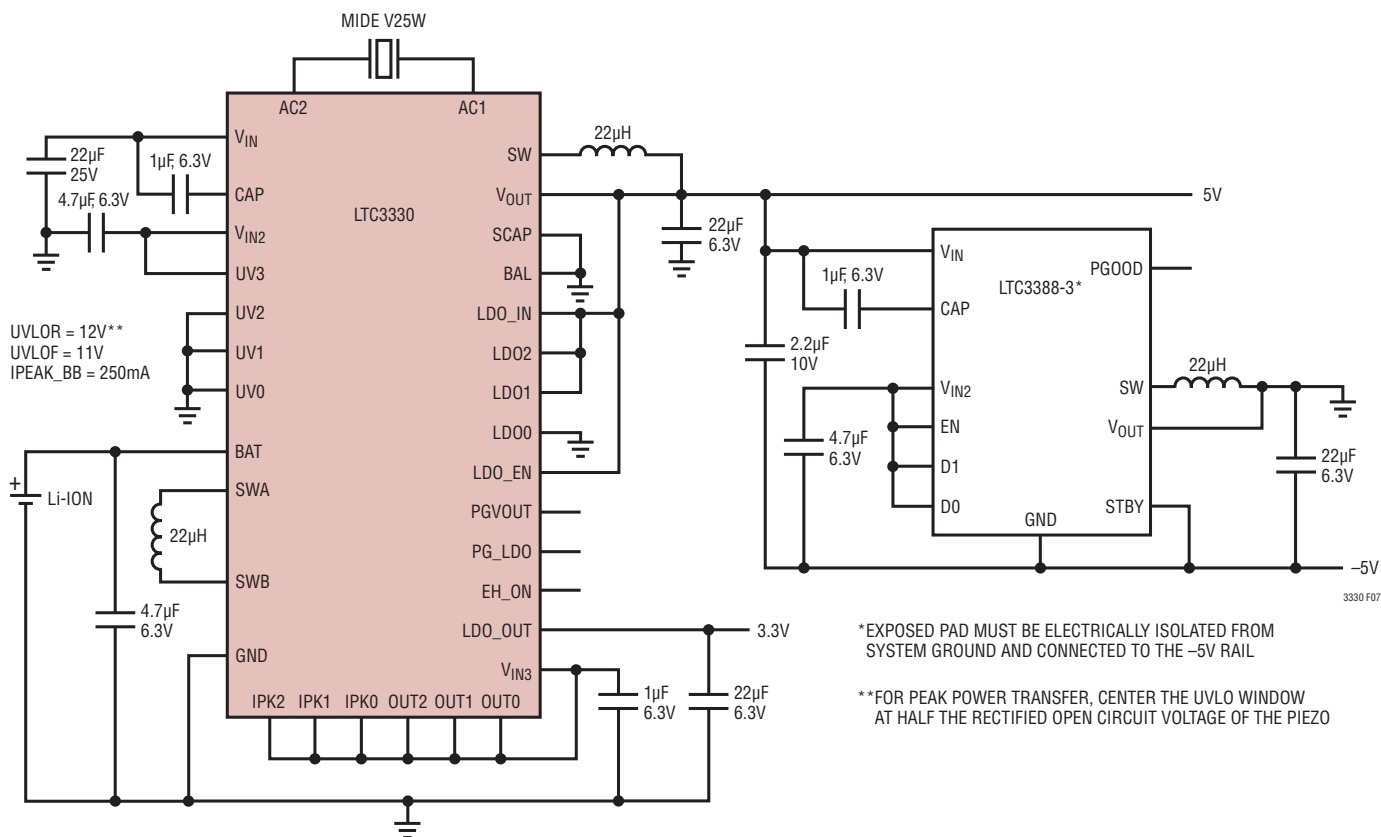 MIDE V25W
AC2
AC1
VIN
CAP
VIN2
UV3
UV2
UV1
UV0
BAT
SWA
SWB
GND
LTC3330
SW
VOUT
SCAP
BAL
LDO_IN
LDO2
LDO1
LDO0
LDO_EN
PGVOUT
PG_LDO
EH_ON
LDO_OUT
VIN3
IPK2
IPK1
IPK0
OUT2
OUT1
OUT0
22µF
25V
1µF, 6.3V
4.7µF, 6.3V
UVLOR = 12V**
UVLOF = 11V
IPEAK_BB = 250mA
+
Li-ION
22µH
4.7µF
6.3V
22µH
22µF
6.3V
5V
3.3V
1µF
6.3V
22µF
6.3V
1µF, 6.3V
2.2µF
10V
4.7µF
6.3V
VIN
CAP
VIN2
EN
D1
D0
LTC3388-3*
PGOOD
SW
VOUT
STBY
GND
22µH
22µF
6.3V
–5V
3330 F07
*EXPOSED PAD MUST BE ELECTRICALLY ISOLATED FROM
SYSTEM GROUND AND CONNECTED TO THE –5V RAIL
**FOR PEAK POWER TRANSFER, CENTER THE UVLO WINDOW
AT HALF THE RECTIFIED OPEN CIRCUIT VOLTAGE OF THE PIEZO